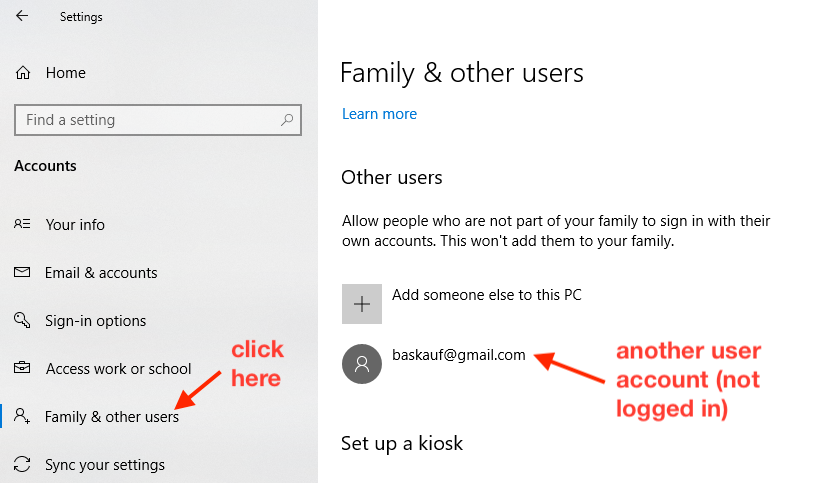 Settings
Home
Find a setting
Accounts
Your info
Email & accounts
Sign-in options
Access work or school
Family & other users
Sync your settings
click
here
Family & other users
Learn more
Other users
Allow people who are not part of your family to sign in with their
own accounts. This won't add them to your family.
Add someone else to this PC
baskauf@gmail.com
another user
account (not
logged in)
Set up a kiosk